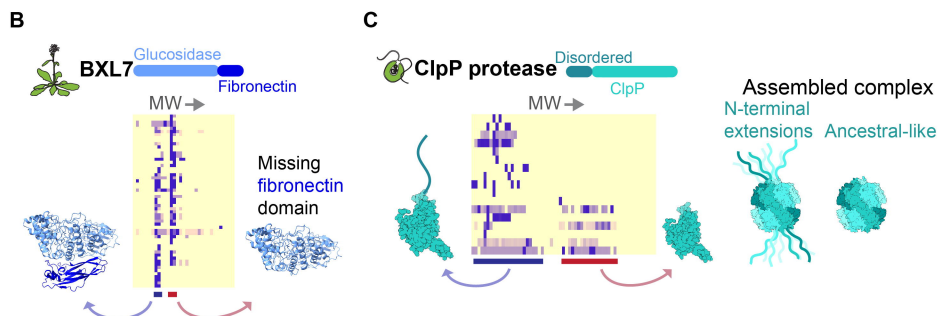 B
Glucosidase
BXL7
Fibronectin
MW
Missing
fibronectin
domain
C
Disordered
ClpP protease
ClpP
MW
Assembled complex
N-terminal
extensions
Ancestral-like